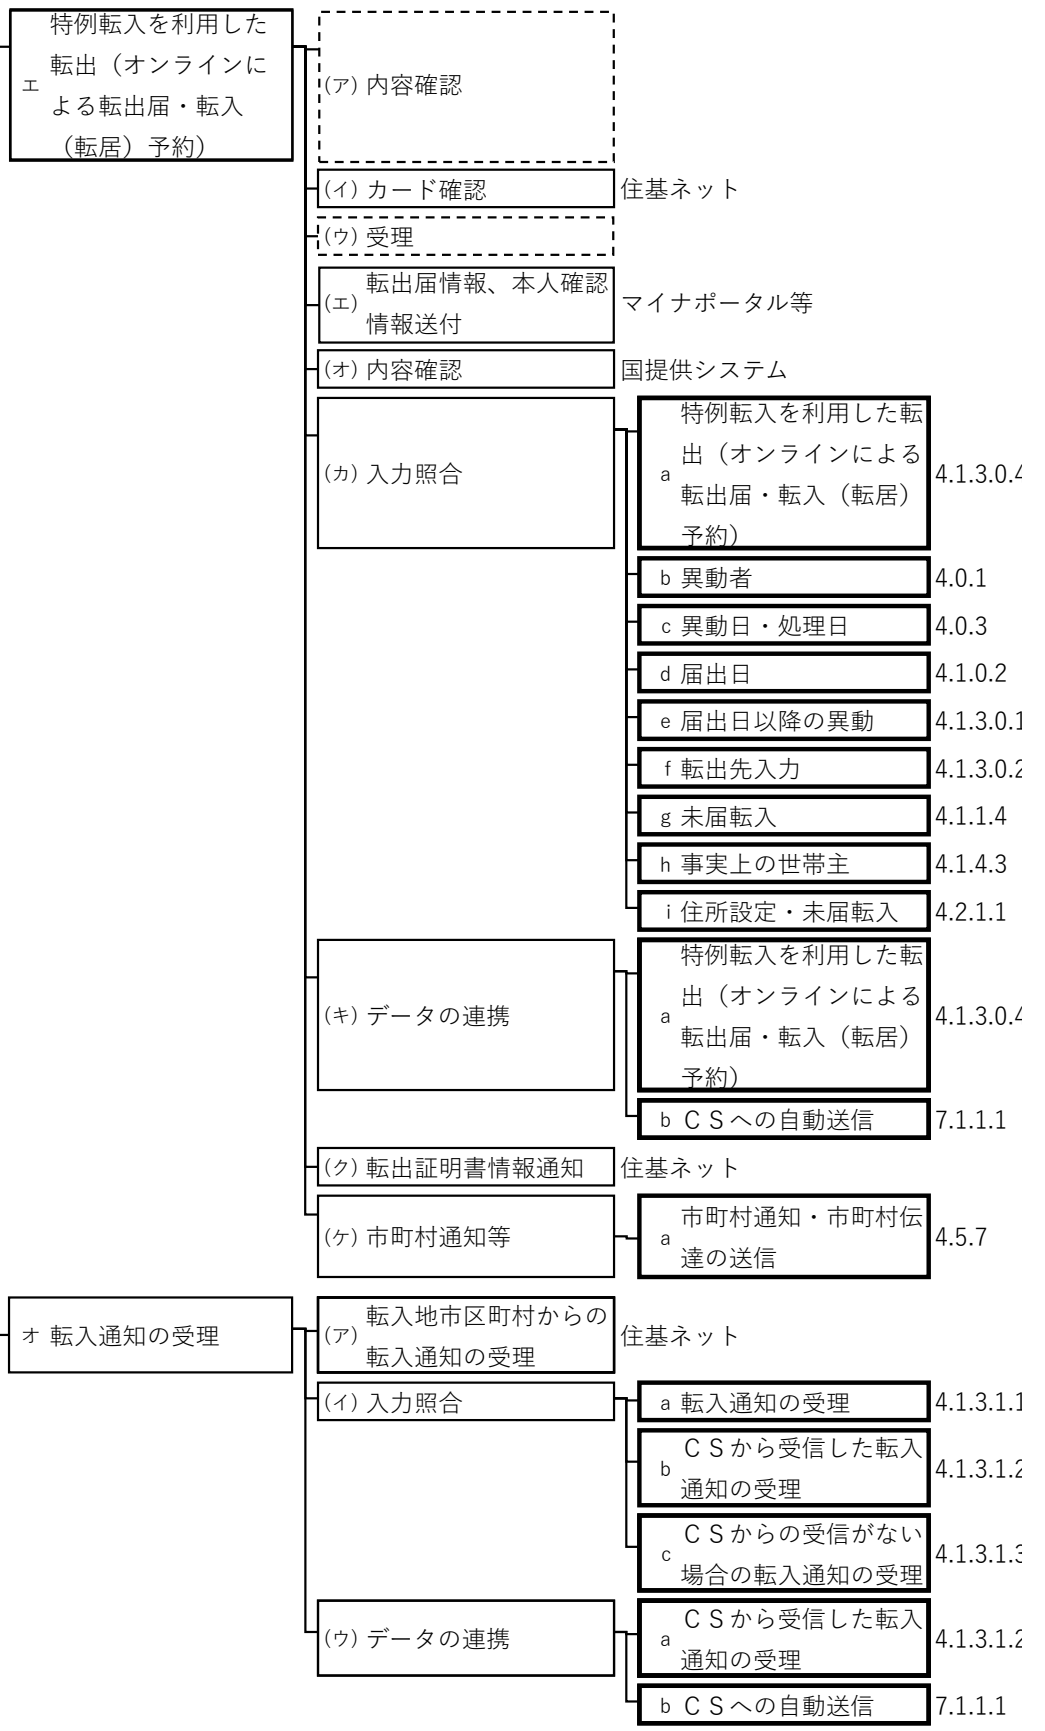 エ
特例転入を利用した
転出（オンラインに
よる転出届・転入
（転居）予約）
(ア) 内容確認
(イ) カード確認
住基ネット
(ウ) 受理
(エ)
転出届情報、本人確認
情報送付
マイナポータル等
(オ) 内容確認
国提供システム
(カ) 入力照合
a
特例転入を利用した転
出（オンラインによる
転出届・転入（転居）
予約）
4.1.3.0.4
b 異動者
4.0.1
c 異動日・処理日
4.0.3
d 届出日
4.1.0.2
e 届出日以降の異動
4.1.3.0.1
f 転出先入力
4.1.3.0.2
g 未届転入
4.1.1.4
h 事実上の世帯主
4.1.4.3
i 住所設定・未届転入
4.2.1.1
(キ) データの連携
a
特例転入を利用した転
出（オンラインによる
転出届・転入（転居）
予約）
4.1.3.0.4
b ＣＳへの自動送信
7.1.1.1
(ク) 転出証明書情報通知
住基ネット
(ケ) 市町村通知等
a
市町村通知・市町村伝
達の送信
4.5.7
オ 転入通知の受理
(ア)
転入地市区町村からの
転入通知の受理
住基ネット
(イ) 入力照合
a 転入通知の受理
4.1.3.1.1
b
ＣＳから受信した転入
通知の受理
4.1.3.1.2
c
ＣＳからの受信がない
場合の転入通知の受理
4.1.3.1.3
(ウ) データの連携
a
ＣＳから受信した転入
通知の受理
4.1.3.1.2
b ＣＳへの自動送信
7.1.1.1